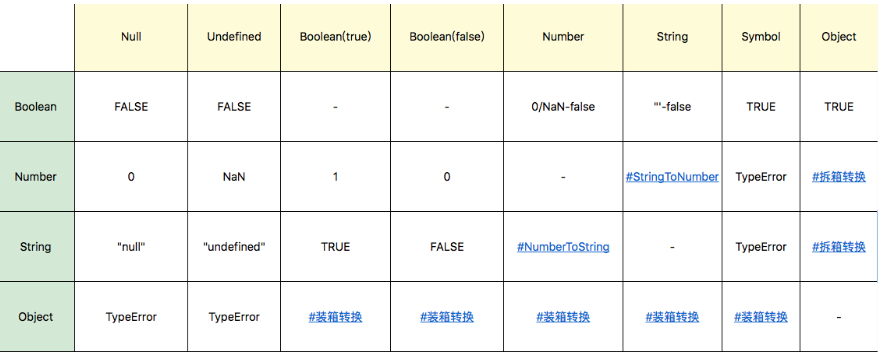 Null Undefined Boolean(true) Boolean(false) Number String Symbol Object
Boolean FALSE FALSE - - 0/NaN-false "'-false TRUE TRUE
Number 0 NaN 1 0 - #StringToNumber TypeError #拆箱转换
String "null" "undefined" TRUE FALSE #NumberToString - TypeError #拆箱转换
Object TypeError TypeError #装箱转换 #装箱转换 #装箱转换 #装箱转换 #装箱转换 -